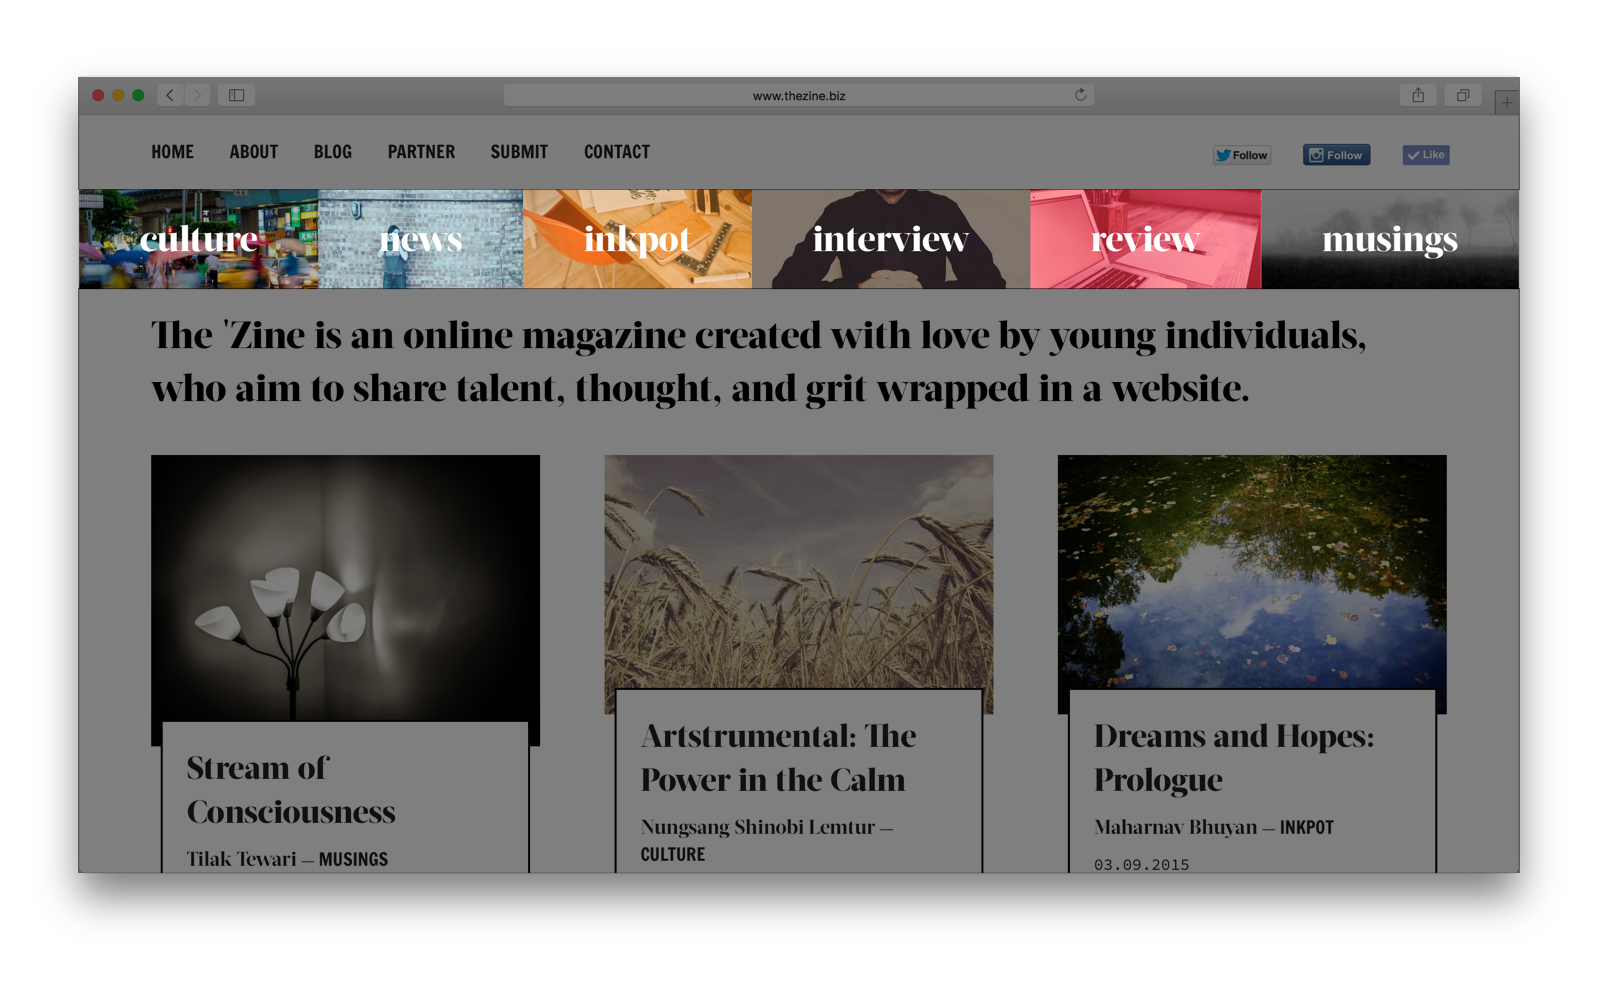 www.thezine.biz
HOME ABOUT BLOG PARTNER SUBMIT CONTACT
Follow Follow Like
culture news inkpot interview review musings
The 'Zine is an online magazine created with love by young individuals,
who aim to share talent, thought, and grit wrapped in a website.
Stream of
Consciousness
Tilak Tewari — MUSINGS
Artstrumental: The
Power in the Calm
Nungsang Shinobi Lemtur —
CULTURE
Dreams and Hopes:
Prologue
Maharnav Bhuyan — INKPOT
03.09.2015